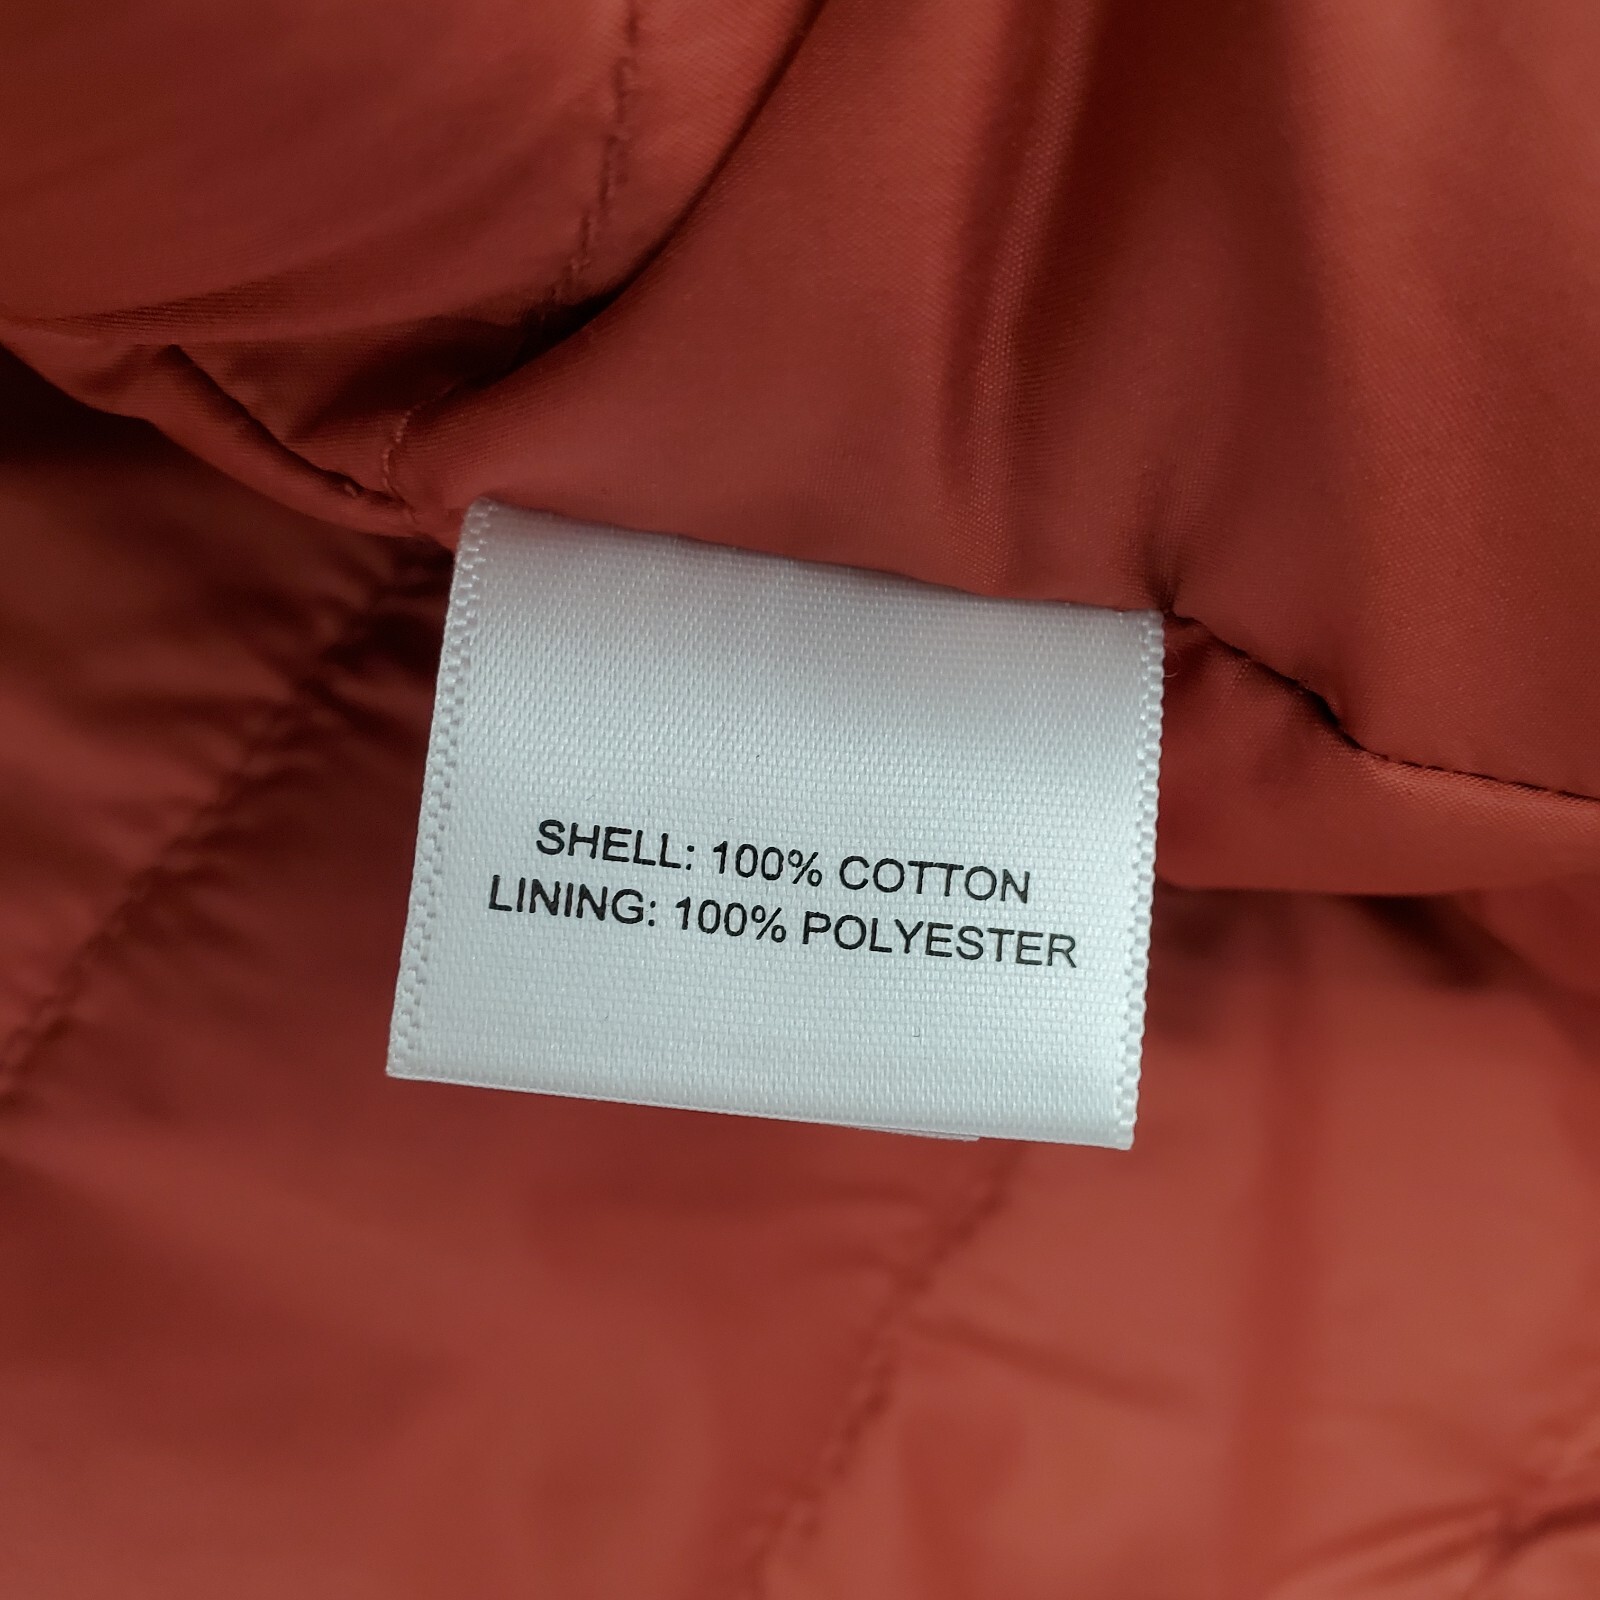 SHELL: 100% COTTON
LINING: 100% POLYESTER